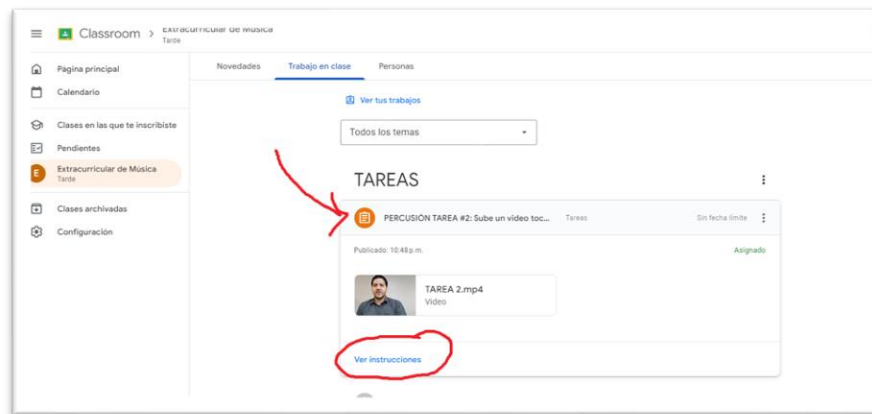 Classroom > Extracurricular de Música
Tarde
Página principal
Calendario
Clases en las que te inscribiste
Pendientes
E
Extracurricular de Música
Tarde
Clases archivadas
Configuración
Novedades
Trabajo en clase
Personas
Ver tus trabajos
Todos los temas
TAREAS
PERCUSIÓN TAREA #2: Sube un video toc...
Tareas
Sin fecha límite
Publicado: 10:48 p.m.
Asignado
TAREA 2.mp4
Video
Ver instrucciones